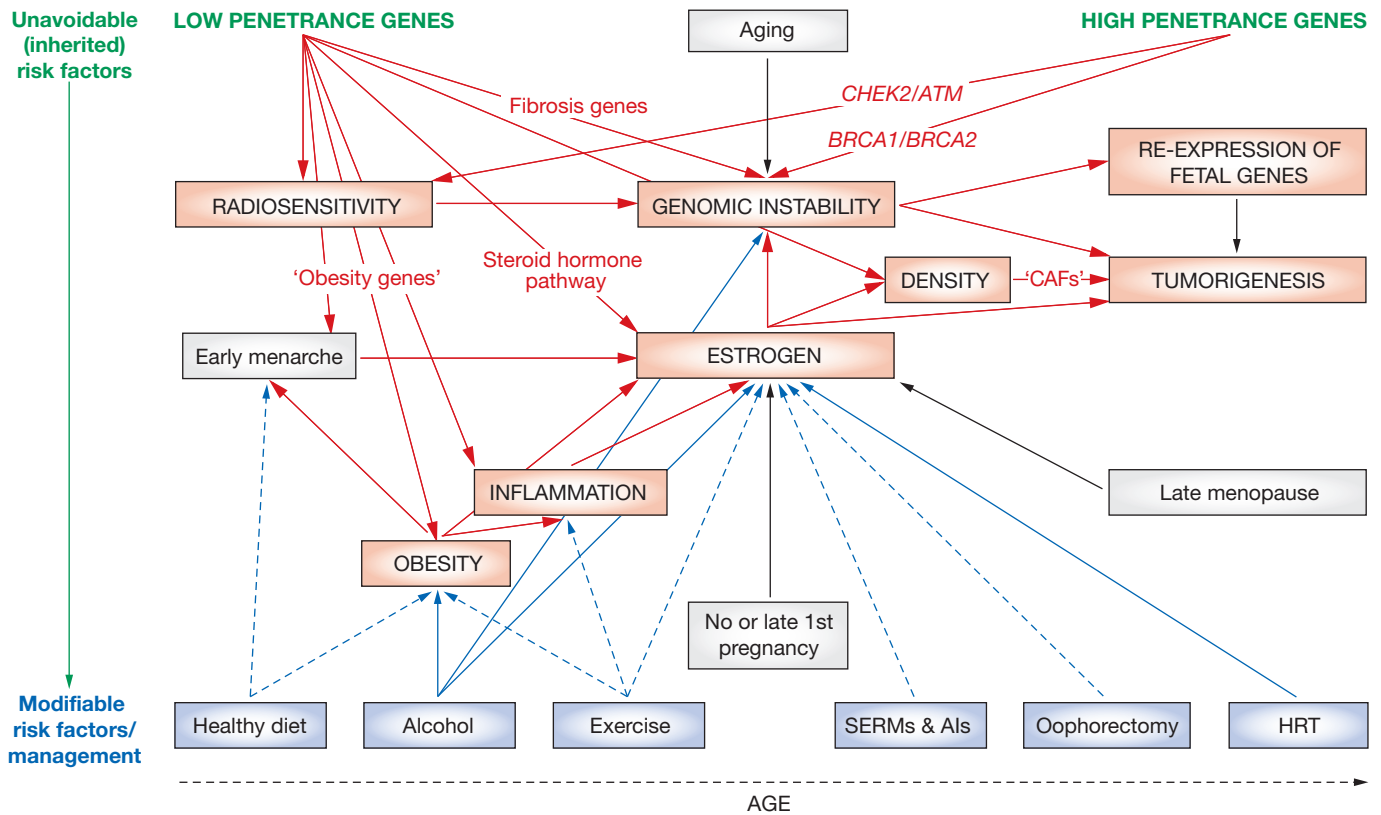 Unavoidable
(inherited)
risk factors
LOW PENETRANCE GENES
Aging
HIGH PENETRANCE GENES
Fibrosis genes
CHEK2/ATM
BRCA1/BRCA2
RE-EXPRESSION OF
FETAL GENES
RADIOSENSITIVITY
GENOMIC INSTABILITY
'Obesity genes'
Steroid hormone
pathway
DENSITY
'CAFs'
TUMORIGENESIS
Early menarche
ESTROGEN
INFLAMMATION
Late menopause
OBESITY
No or late 1st
pregnancy
Modifiable
risk factors/
management
Healthy diet
Alcohol
Exercise
SERMs & AIs
Oophorectomy
HRT
AGE